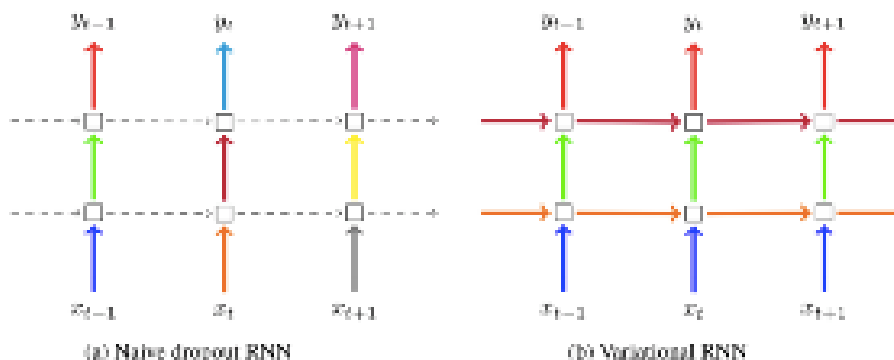 y_{t-1} y_t y_{t+1} y_{t-1} y_t y_{t+1}
x_{t-1} x_t x_{t+1} x_{t-1} x_t x_{t+1}
(a) Naive dropout RNN (b) Variational RNN